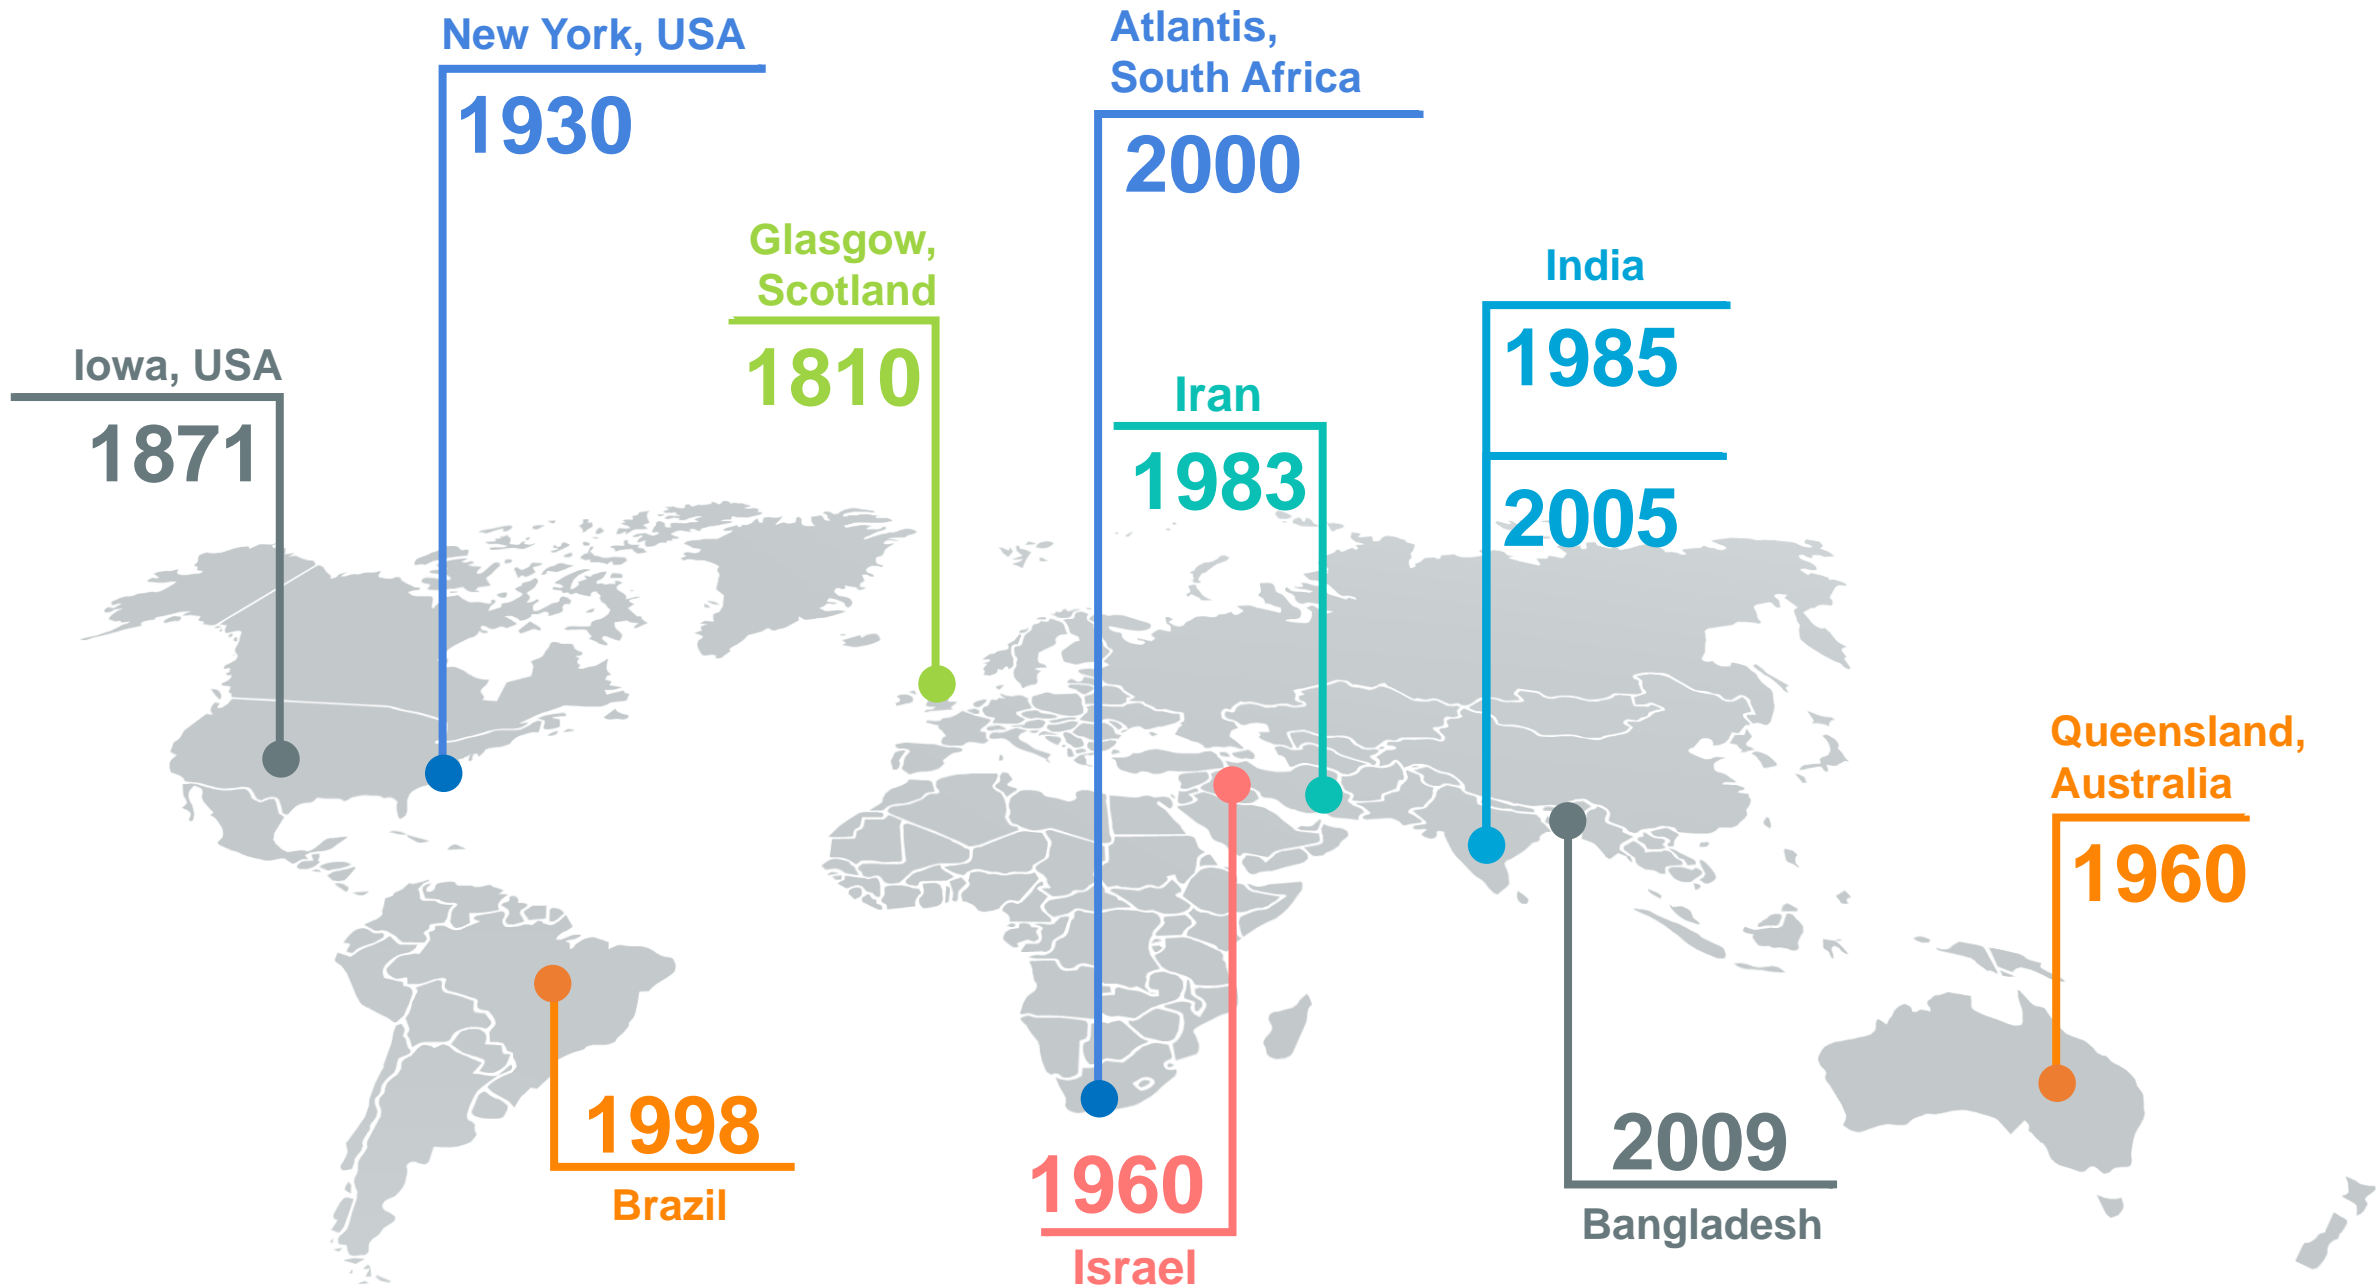 New York, USA
1930
Atlantis,
South Africa
2000
Glasgow,
Scotland
1810
India
1985
2005
Iowa, USA
1871
Iran
1983
Queensland,
Australia
1960
1998
Brazil
1960
Israel
2009
Bangladesh